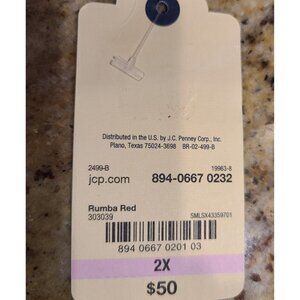 Distributed in the U.S. by J.C. Penney Corp., Inc.
Plano, Texas 75024-3698 BR-02-499-B
2499-B 19963-8
jcp.com 894-0667 0232
Rumba Red
303039 SMLSX43359701
894 0667 0201 03
2X
$50